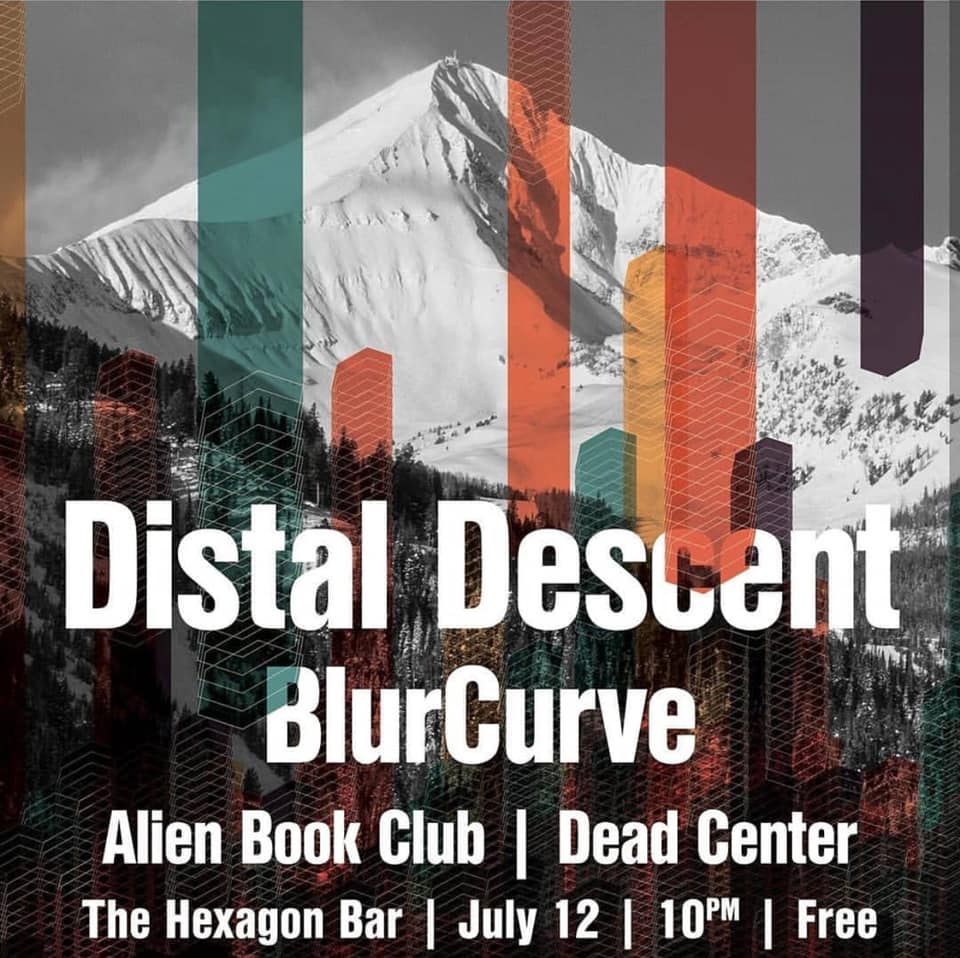 Distal Descent
BlurCurve
Alien Book Club | Dead Center
The Hexagon Bar | July 12 | 10PM | Free